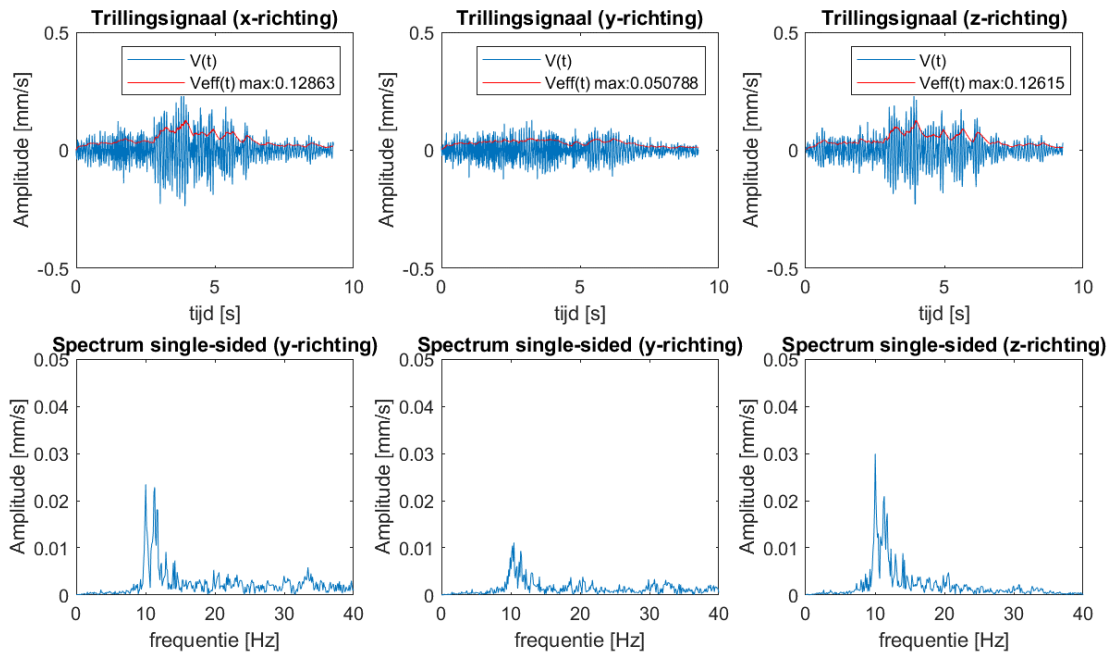 Trillingsignaal (x-richting)
0.5
0
-0.5
Amplitude [mm/s]
V(t)
Veff(t) max:0.12863
0 5 10
tijd [s]
Trillingsignaal (y-richting)
0.5
0
-0.5
Amplitude [mm/s]
V(t)
Veff(t) max:0.050788
0 5 10
tijd [s]
Trillingsignaal (z-richting)
0.5
0
-0.5
Amplitude [mm/s]
V(t)
Veff(t) max:0.12615
0 5 10
tijd [s]
Spectrum single-sided (y-richting)
0.05
0.04
0.03
0.02
0.01
0
Amplitude [mm/s]
0 10 20 30 40
frequentie [Hz]
Spectrum single-sided (y-richting)
0.05
0.04
0.03
0.02
0.01
0
Amplitude [mm/s]
0 10 20 30 40
frequentie [Hz]
Spectrum single-sided (z-richting)
0.05
0.04
0.03
0.02
0.01
0
Amplitude [mm/s]
0 10 20 30 40
frequentie [Hz]